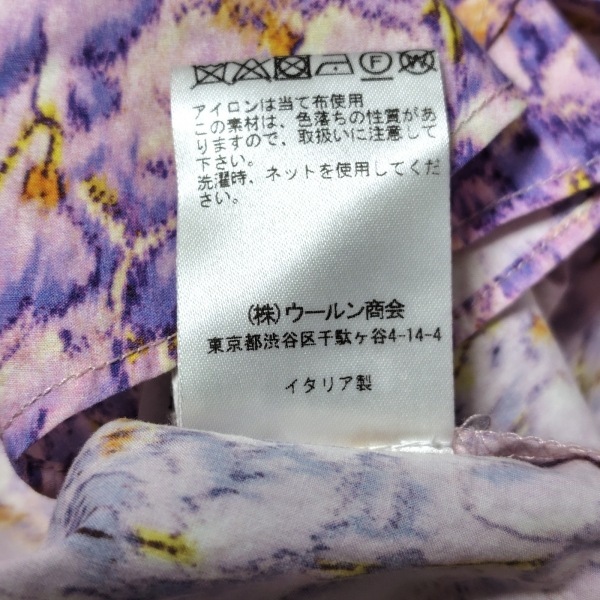 アイロンは当て布使用
この素材は、色落ちの性質があ
りますので、取扱いに注意して
下さい。
洗濯時、ネットを使用してくだ
さい。
(株)ウールン商会
東京都渋谷区千駄ヶ谷4-14-4
イタリア製